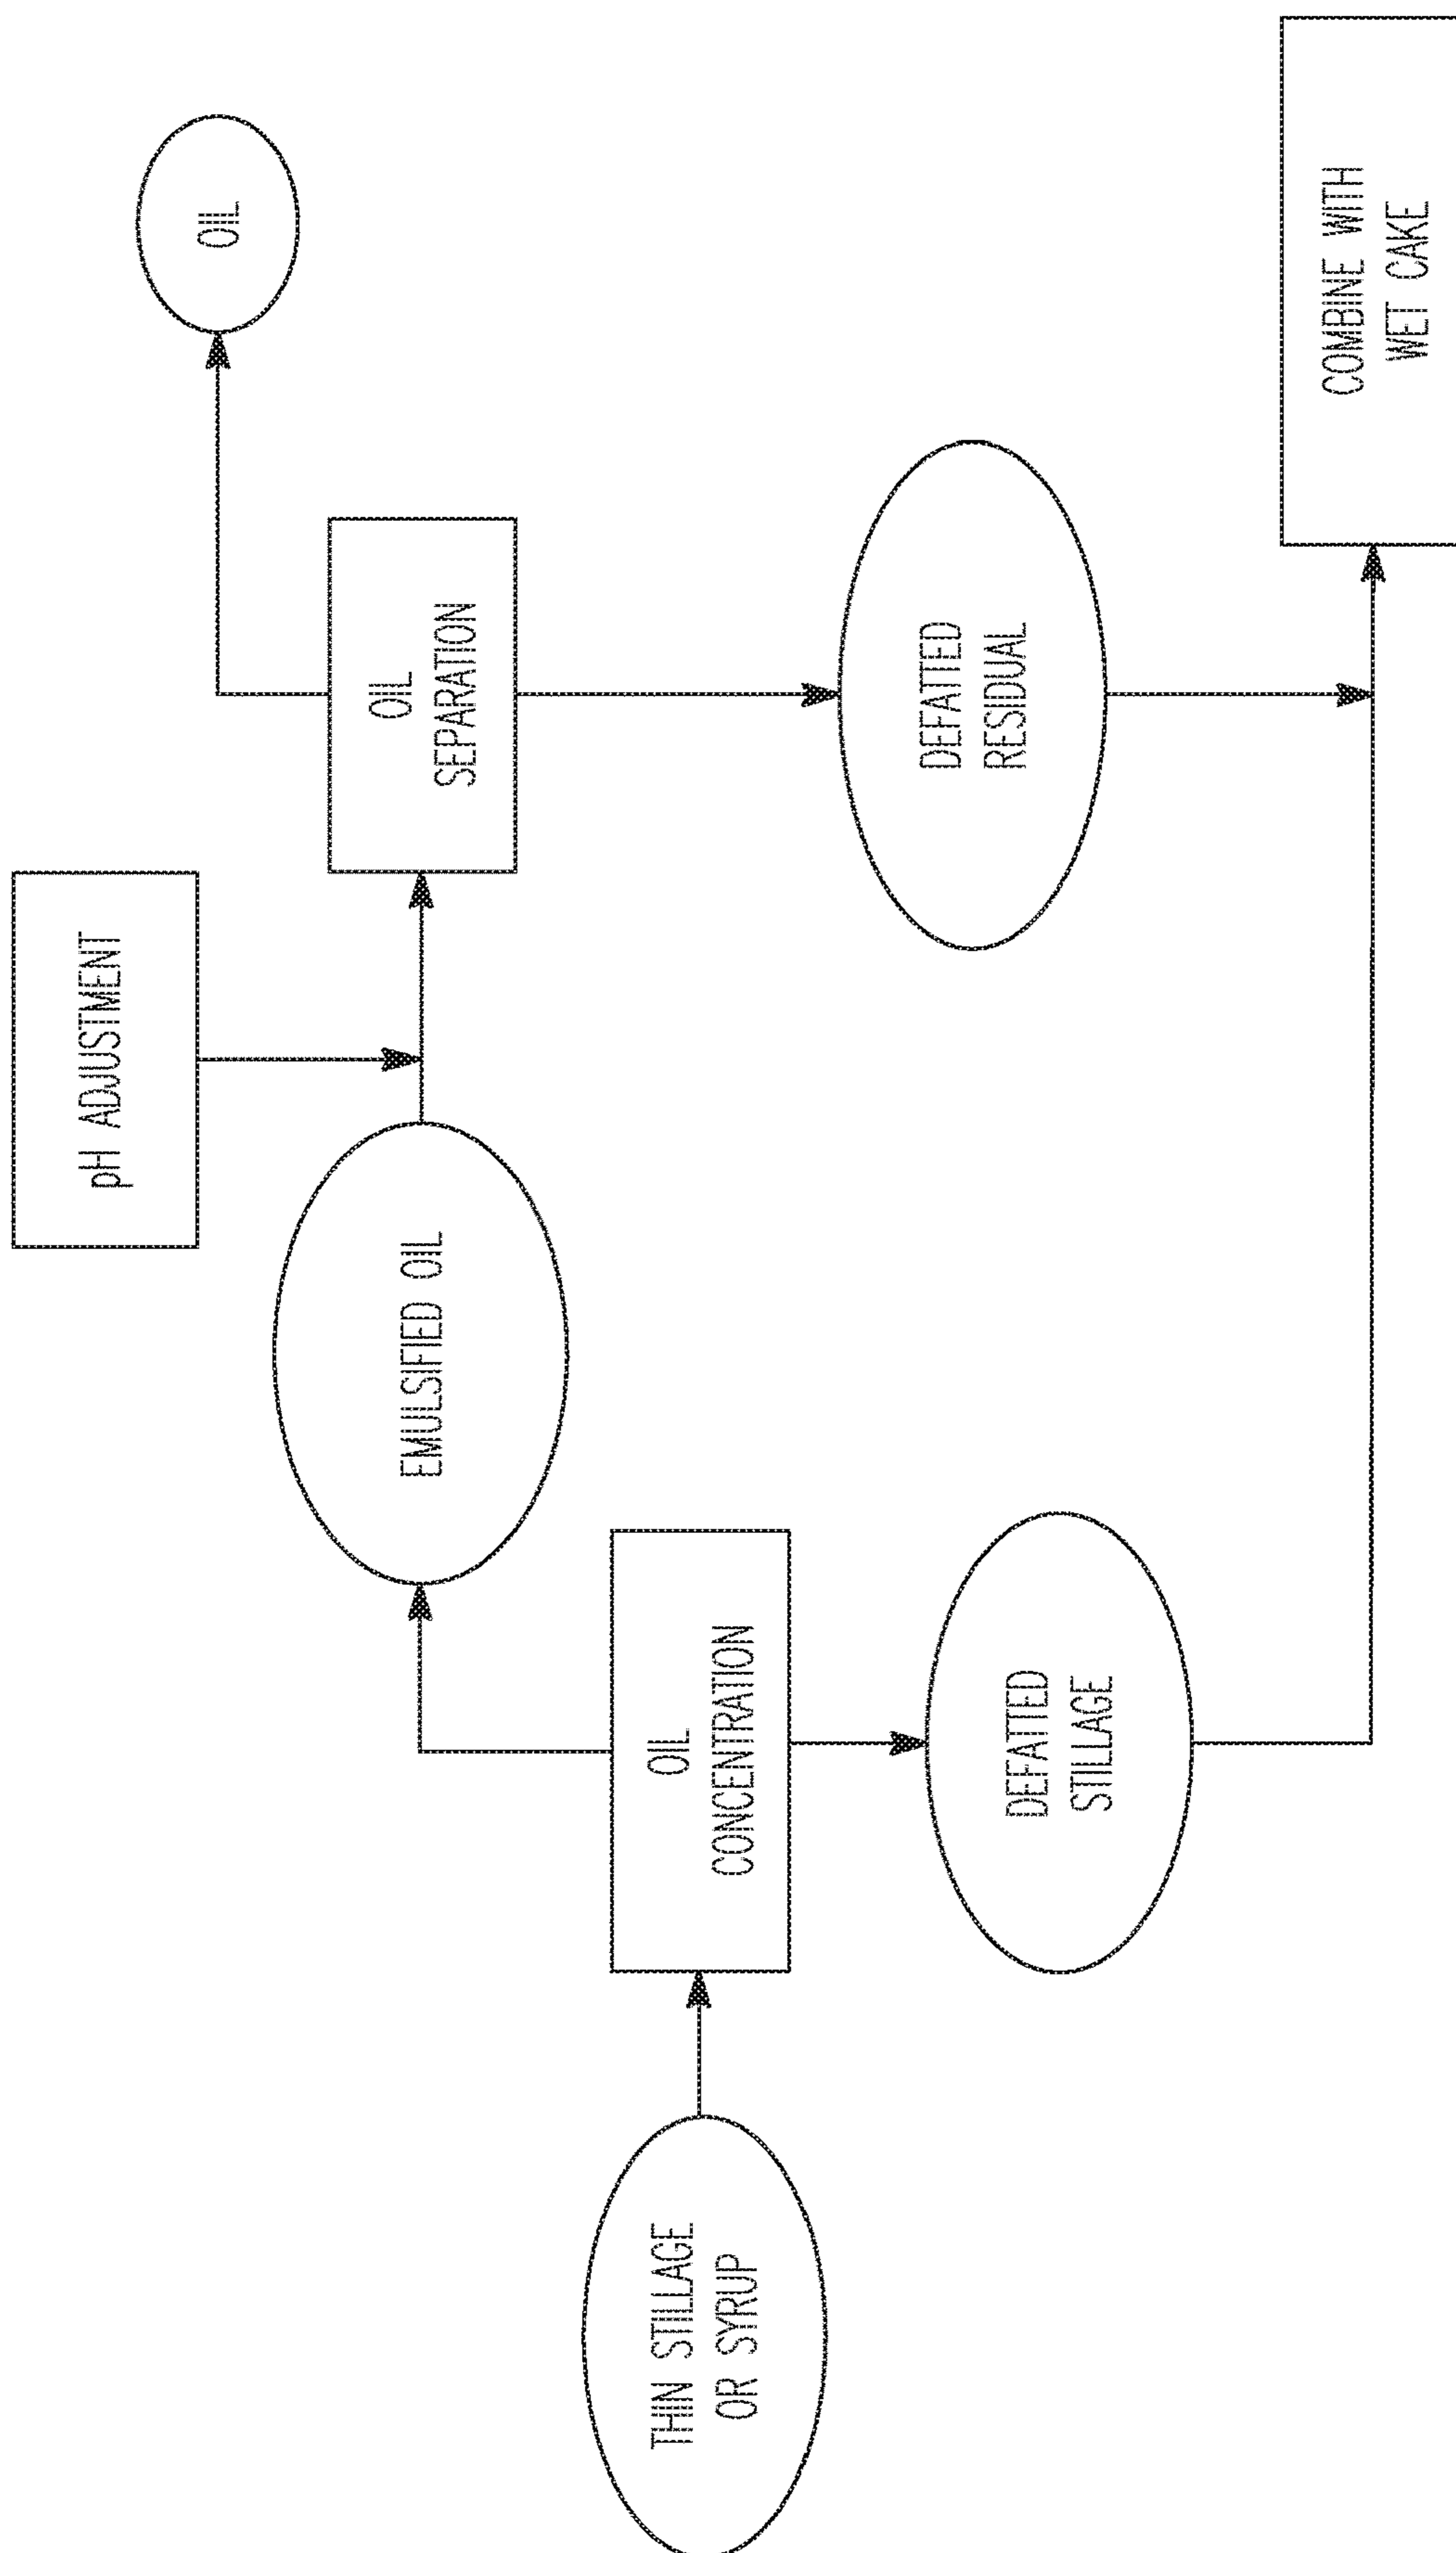 THIN STILLAGE
OR SYRUP
OIL
CONCENTRATION
DEFATTED
STILLAGE
EMULSIFIED OIL
pH ADJUSTMENT
OIL
SEPARATION
DEFATTED
RESIDUAL
OIL
COMBINE WITH
WET CAKE